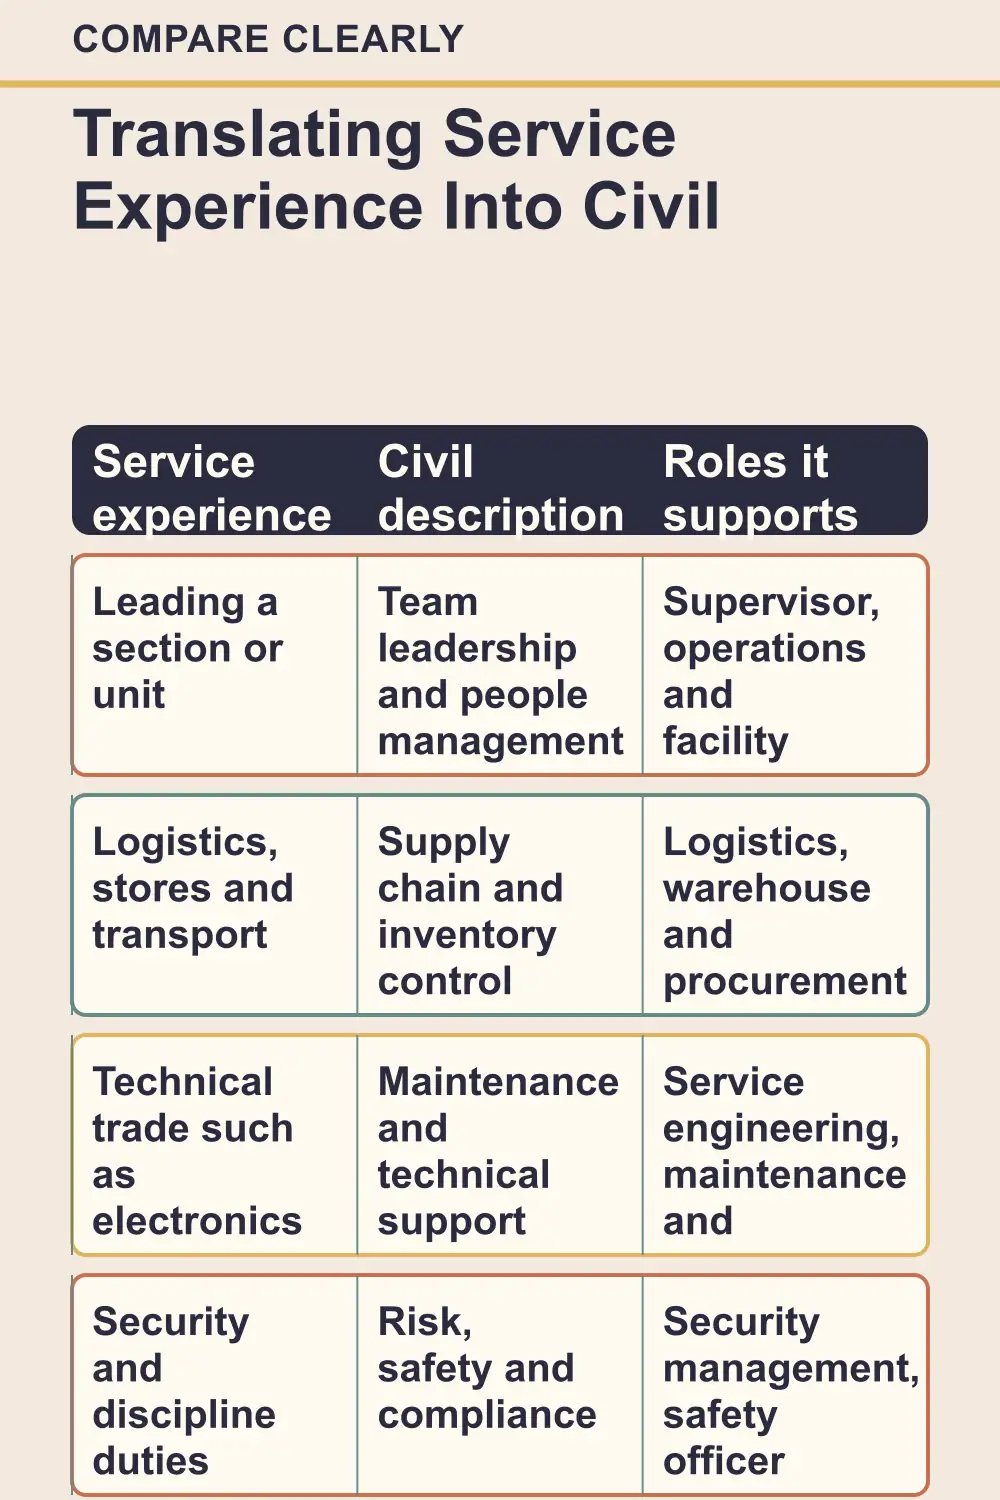 COMPARE CLEARLY
Translating Service
Experience Into Civil
Service
experience
Civil
description
Roles it
supports
Leading a
section or
unit
Team
leadership
and people
management
Supervisor,
operations
and
facility
Logistics,
stores and
transport
Supply
chain and
inventory
control
Logistics,
warehouse
and
procurement
Technical
trade such
as
electronics
Maintenance
and
technical
support
Service
engineering,
maintenance
and
Security
and
discipline
duties
Risk,
safety and
compliance
Security
management,
safety
officer